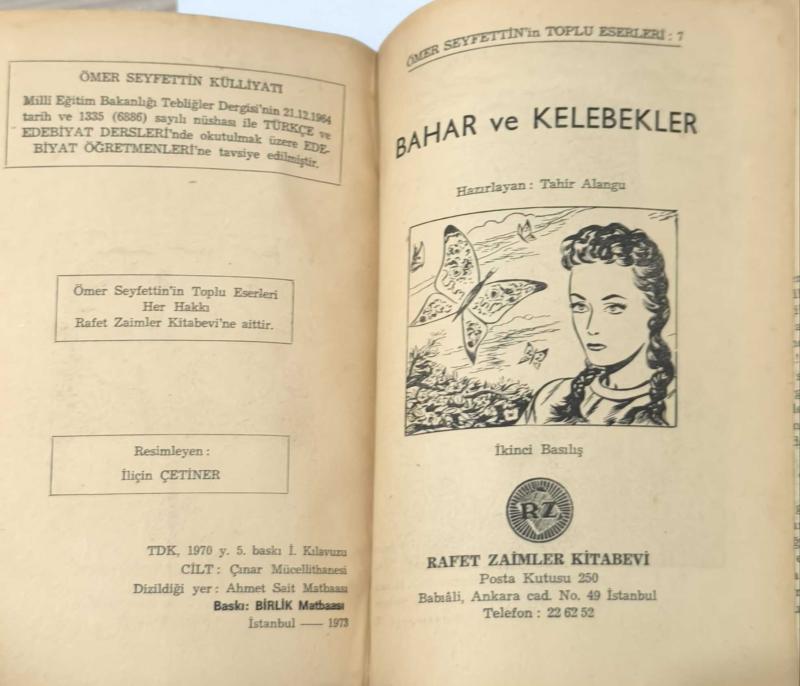 ÖMER SEYFETTİN KÜLLİYATI
Milli Eğitim Bakanlığı Tebliğler Dergisi'nin 21.12.1964
tarih ve 1335 (6886) sayılı nüshası ile TÜRKÇE ve
EDEBİYAT DERSLERİ'nde okutulmak üzere EDE-
BİYAT ÖĞRETMENLERİ'ne tavsiye edilmiştir.
Ömer Seyfettin'in Toplu Eserleri
Her Hakkı
Rafet Zaimler Kitabevi'ne aittir.
Resimleyen :
İliçin ÇETİNER
TDK, 1970 y. 5. baskı İ. Kılavuzu
CİLT : Çınar Mücellithanesi
Dizildiği yer : Ahmet Sait Matbaası
Baskı: BİRLİK Matbaası
İstanbul — 1973
ÖMER SEYFETTİN'in TOPLU ESERLERİ : 7
BAHAR ve KELEBEKLER
Hazırlayan : Tahir Alangu
İkinci Basılış
RZ
RAFET ZAİMLER KİTABEVİ
Posta Kutusu 250
Babıâli, Ankara cad. No. 49 İstanbul
Telefon : 22 62 52